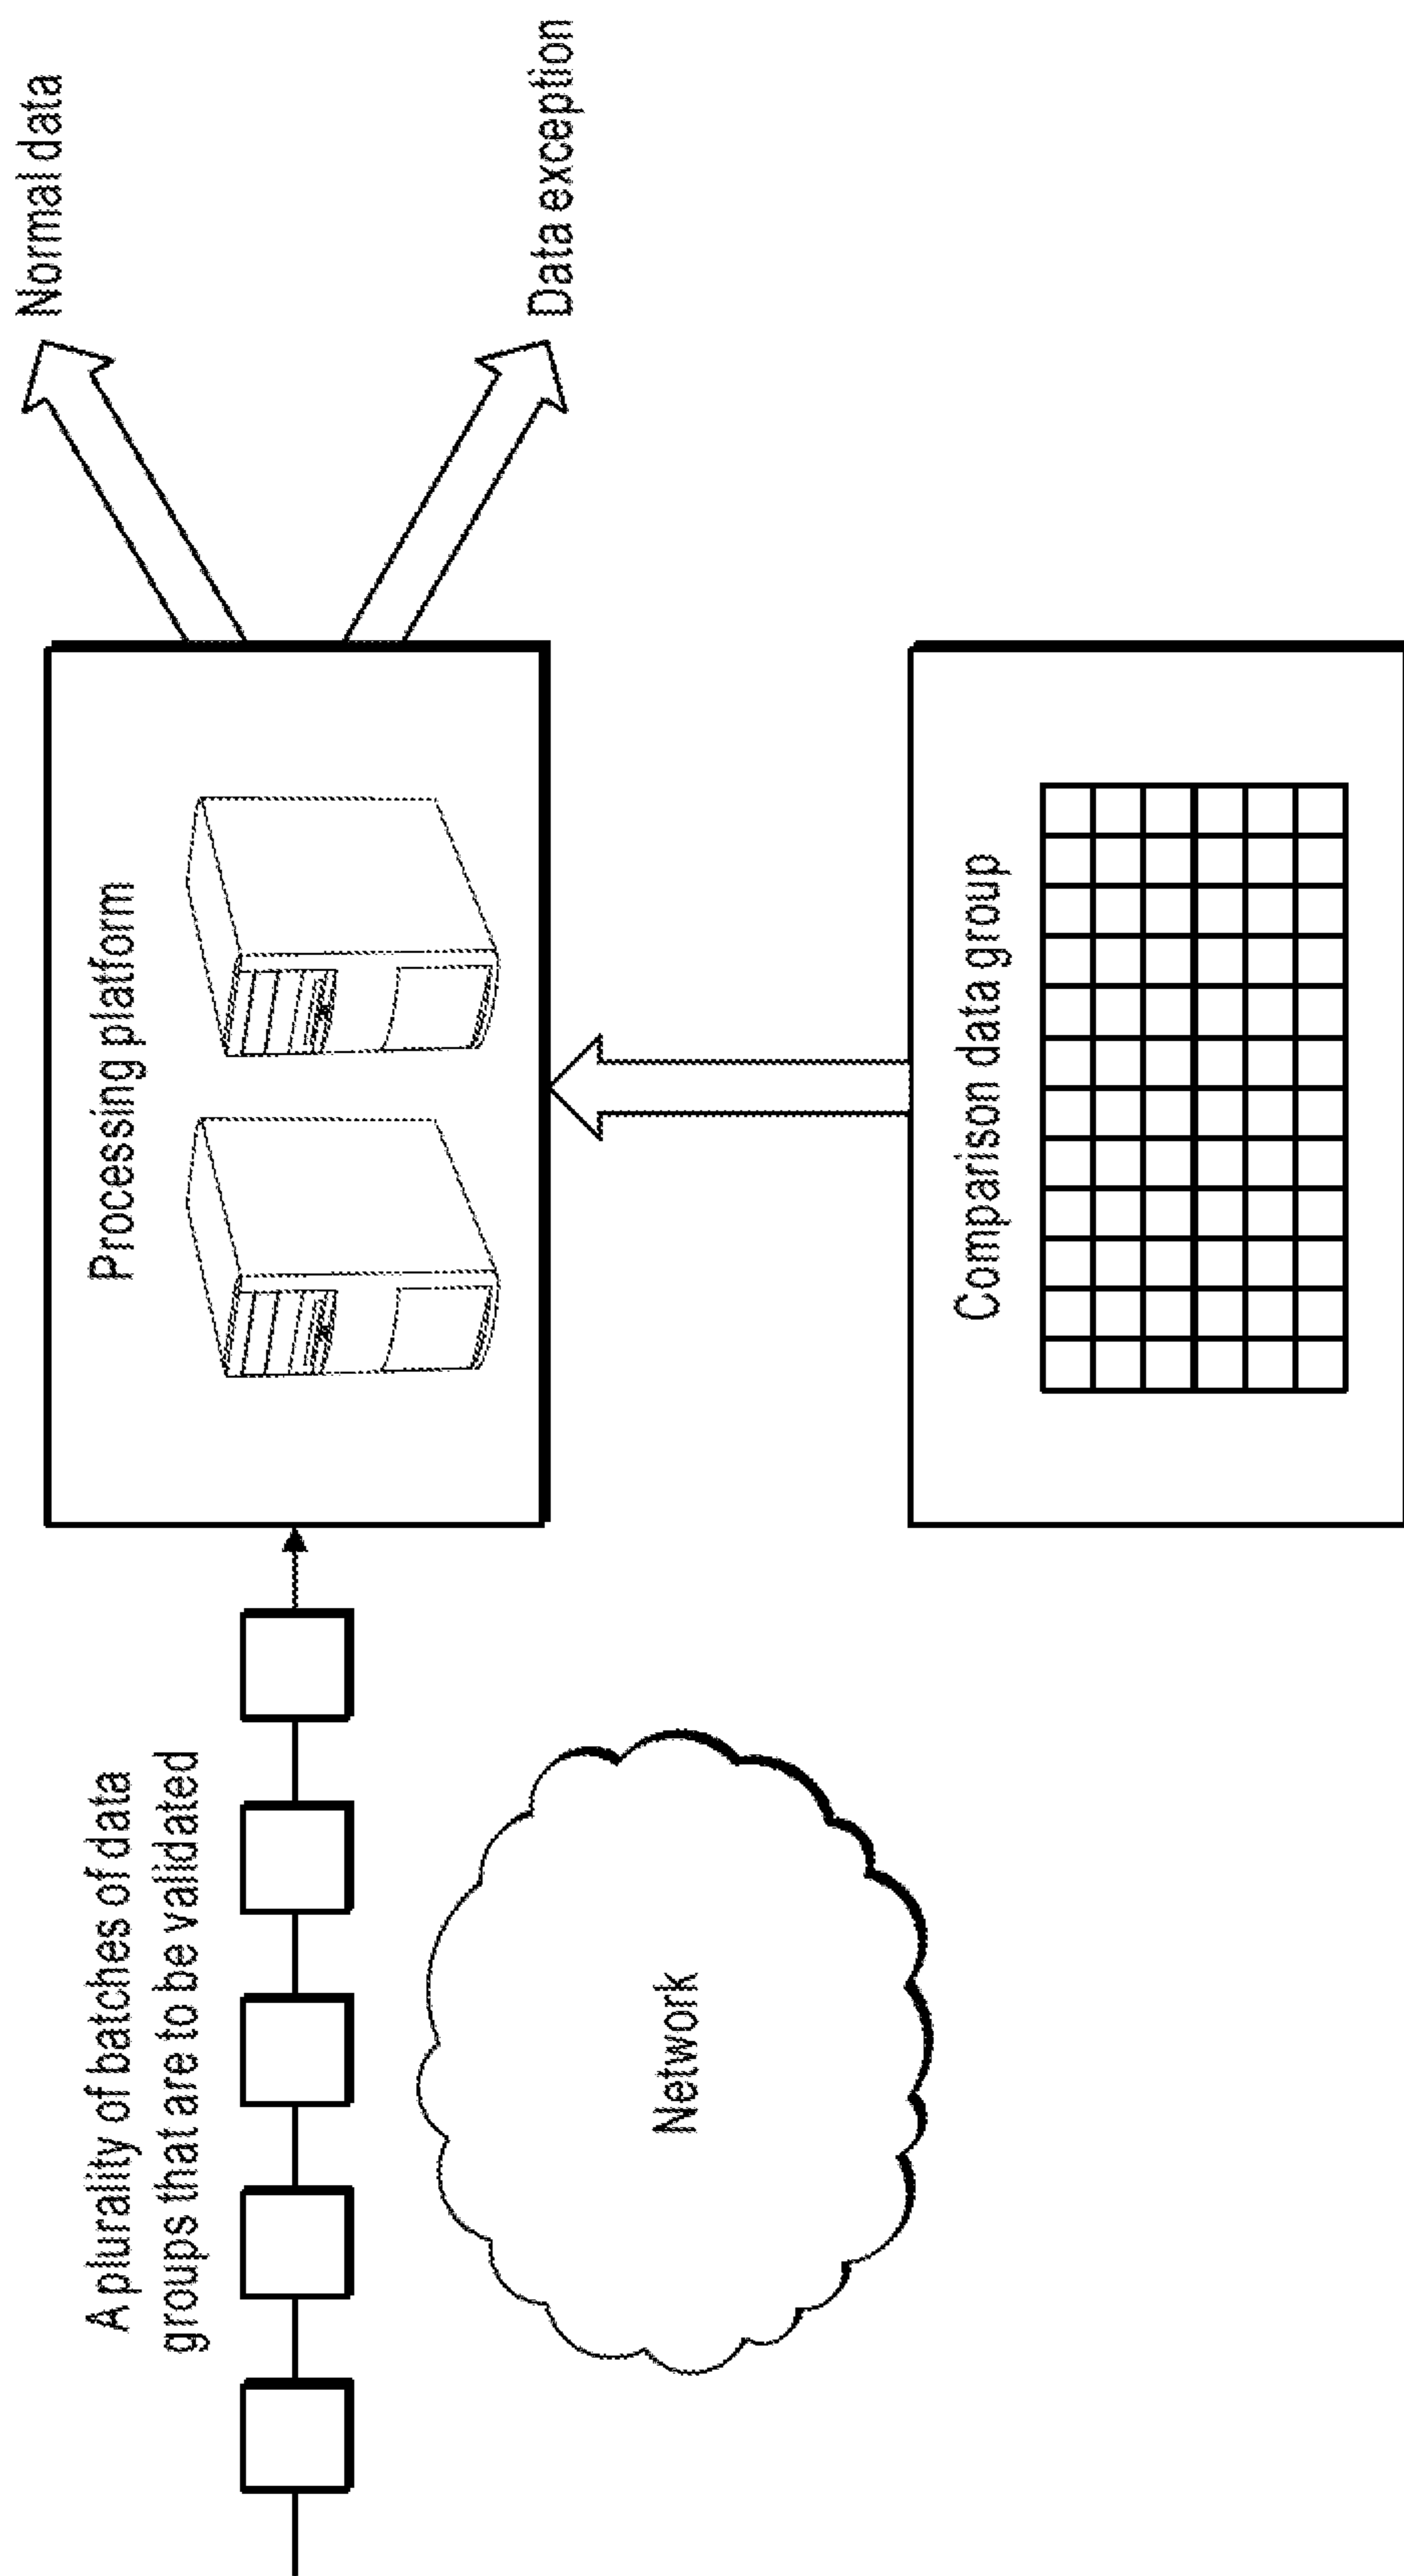 A plurality of batches of data
groups that are to be validated
Network
Processing platform
Comparison data group
Normal data
Data exception